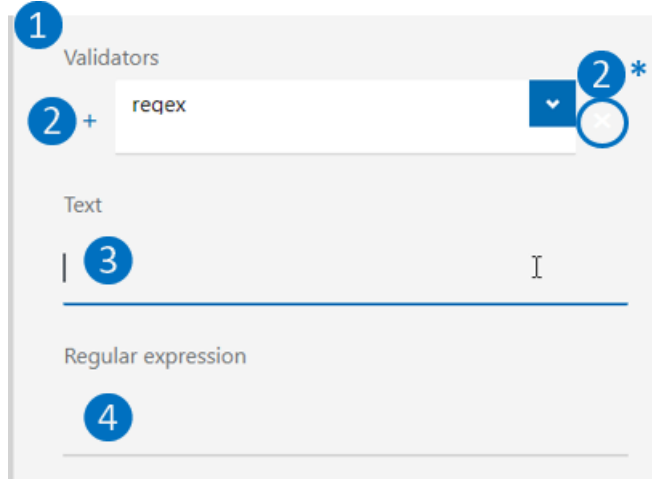 1
Validators
2 *
2 + regex
Text
3
Regular expression
4